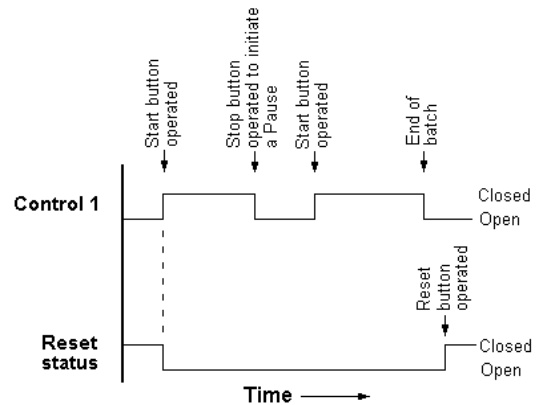 Start button
operated
Stop button
operated to initiate
a Pause
Start button
operated
End of
batch
Control 1
Closed
Open
Reset
button
operated
Reset
status
Closed
Open
Time